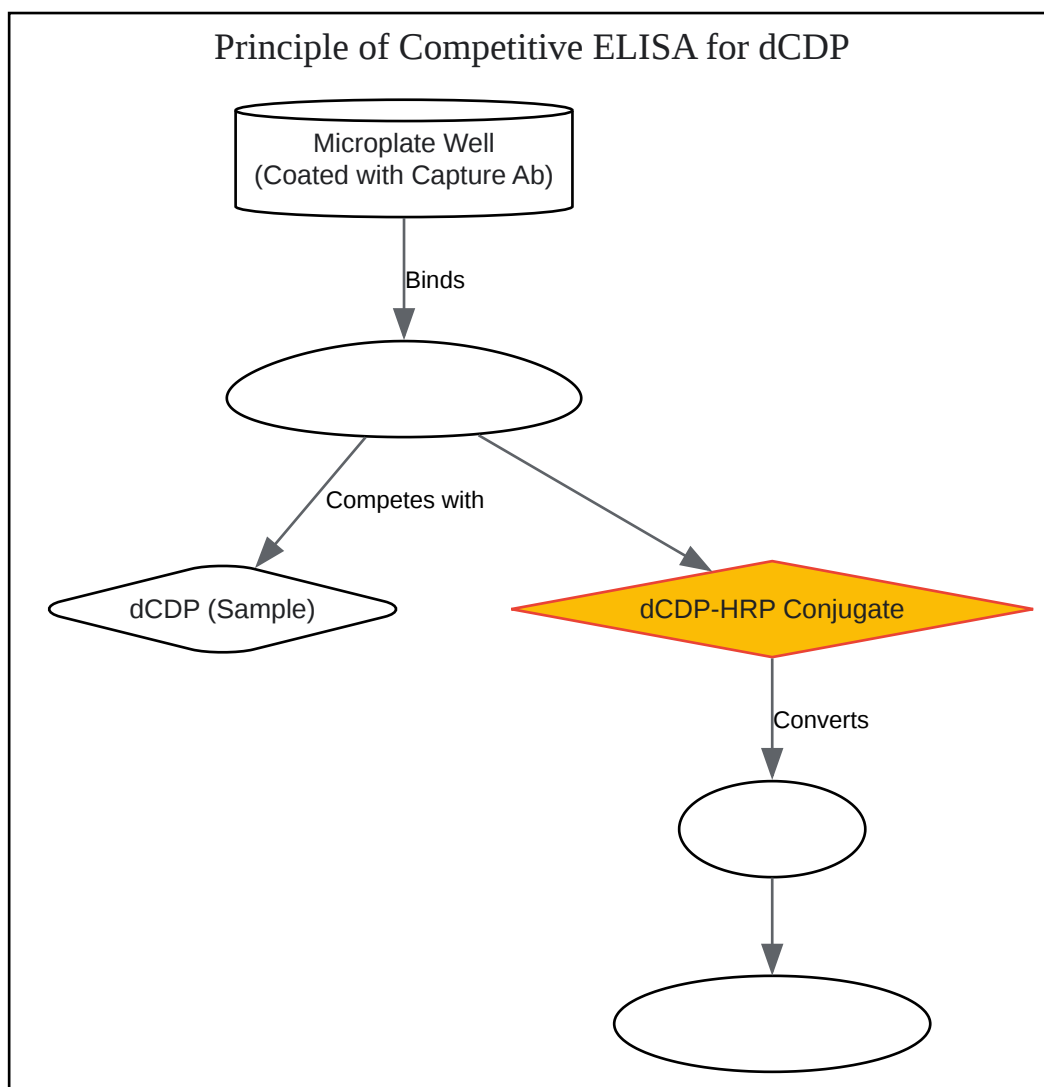 Principle of Competitive ELISA for dCDP
Microplate Well
(Coated with Capture Ab)
Binds
Competes with
dCDP (Sample)
dCDP-HRP Conjugate
Converts